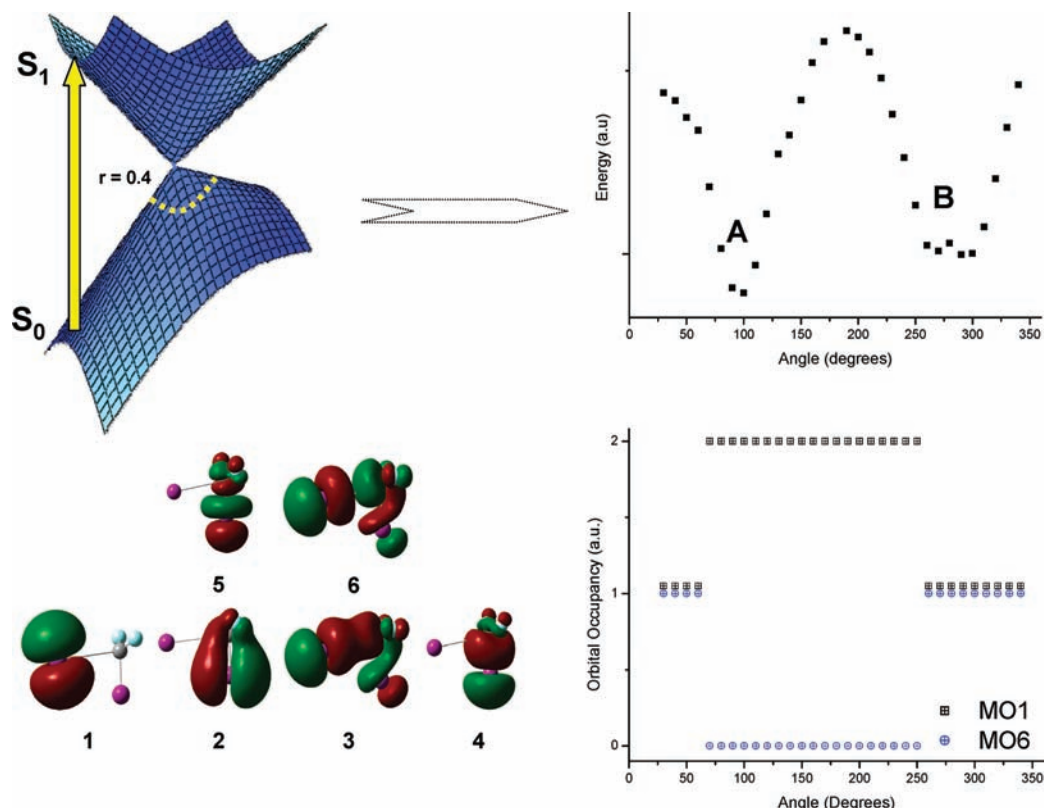 S1
S0
r = 0.4
Energy (a.u)
A
B
0 50 100 150 200 250 300 350
Angle (degrees)
5 6
1 2 3 4
Orbital Occupancy (a.u.)
2
1
0
MO1
MO6
0 50 100 150 200 250 300 350
Angle (Degrees)